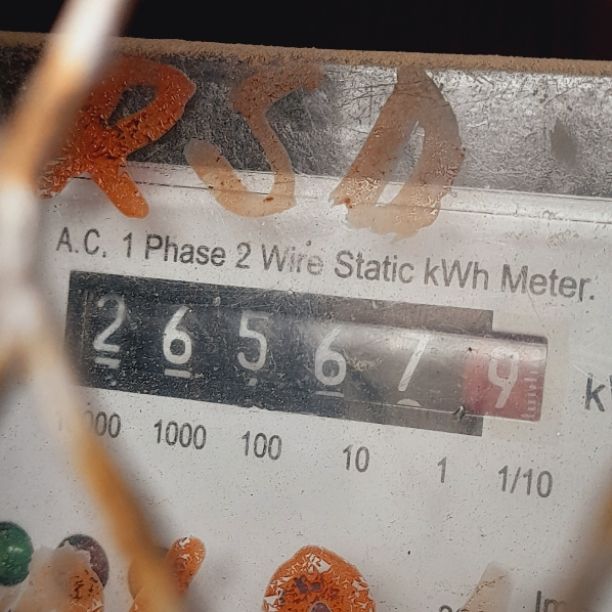 RSD
A.C. 1 Phase 2 Wire Static kWh Meter.
2 6 5 6 7 9
1000 100 10 1 1/10